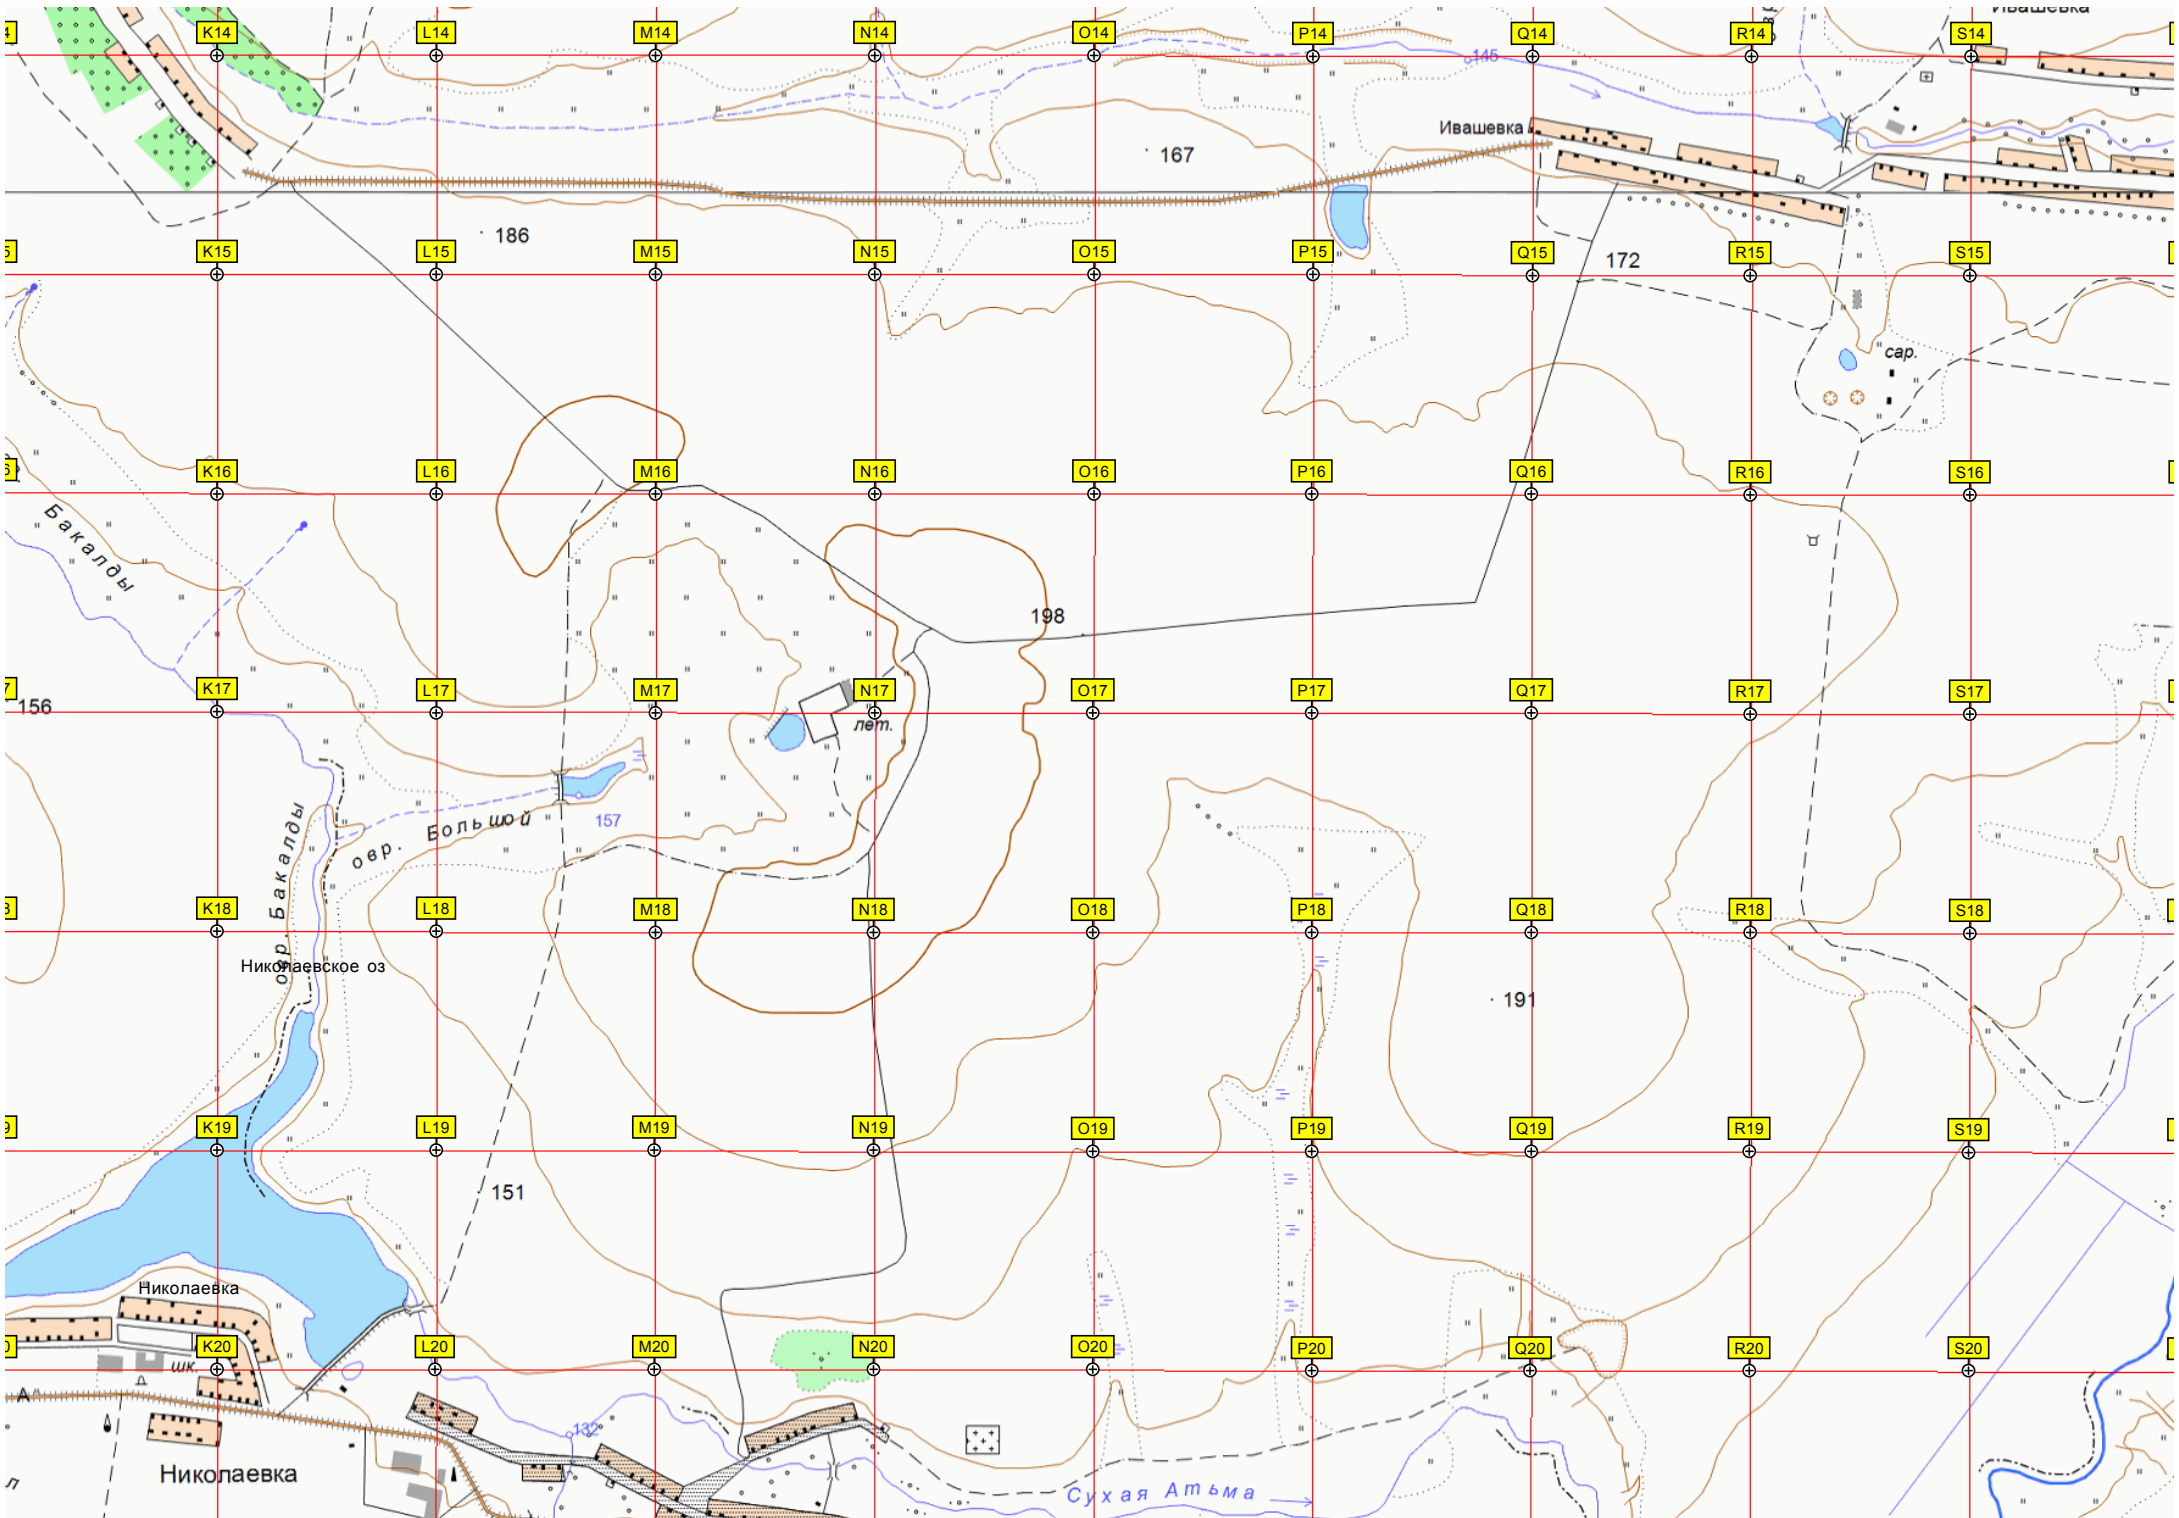 Ивашевка
K14 L14 M14 N14 O14 P14 Q14 R14 S14
145
Ивашевка
167
186
K15 L15 M15 N15 O15 P15 Q15 R15 S15
172
сар.
K16 L16 M16 N16 O16 P16 Q16 R16 S16
Бакалды
198
K17 L17 M17 N17 O17 P17 Q17 R17 S17
156
лет.
157
овр. Большой
овр. Бакалды
K18 L18 M18 N18 O18 P18 Q18 R18 S18
Николаевское оз
191
K19 L19 M19 N19 O19 P19 Q19 R19 S19
151
Николаевка
K20 L20 M20 N20 O20 P20 Q20 R20 S20
шк.
А
132
Николаевка
Сухая Атьма